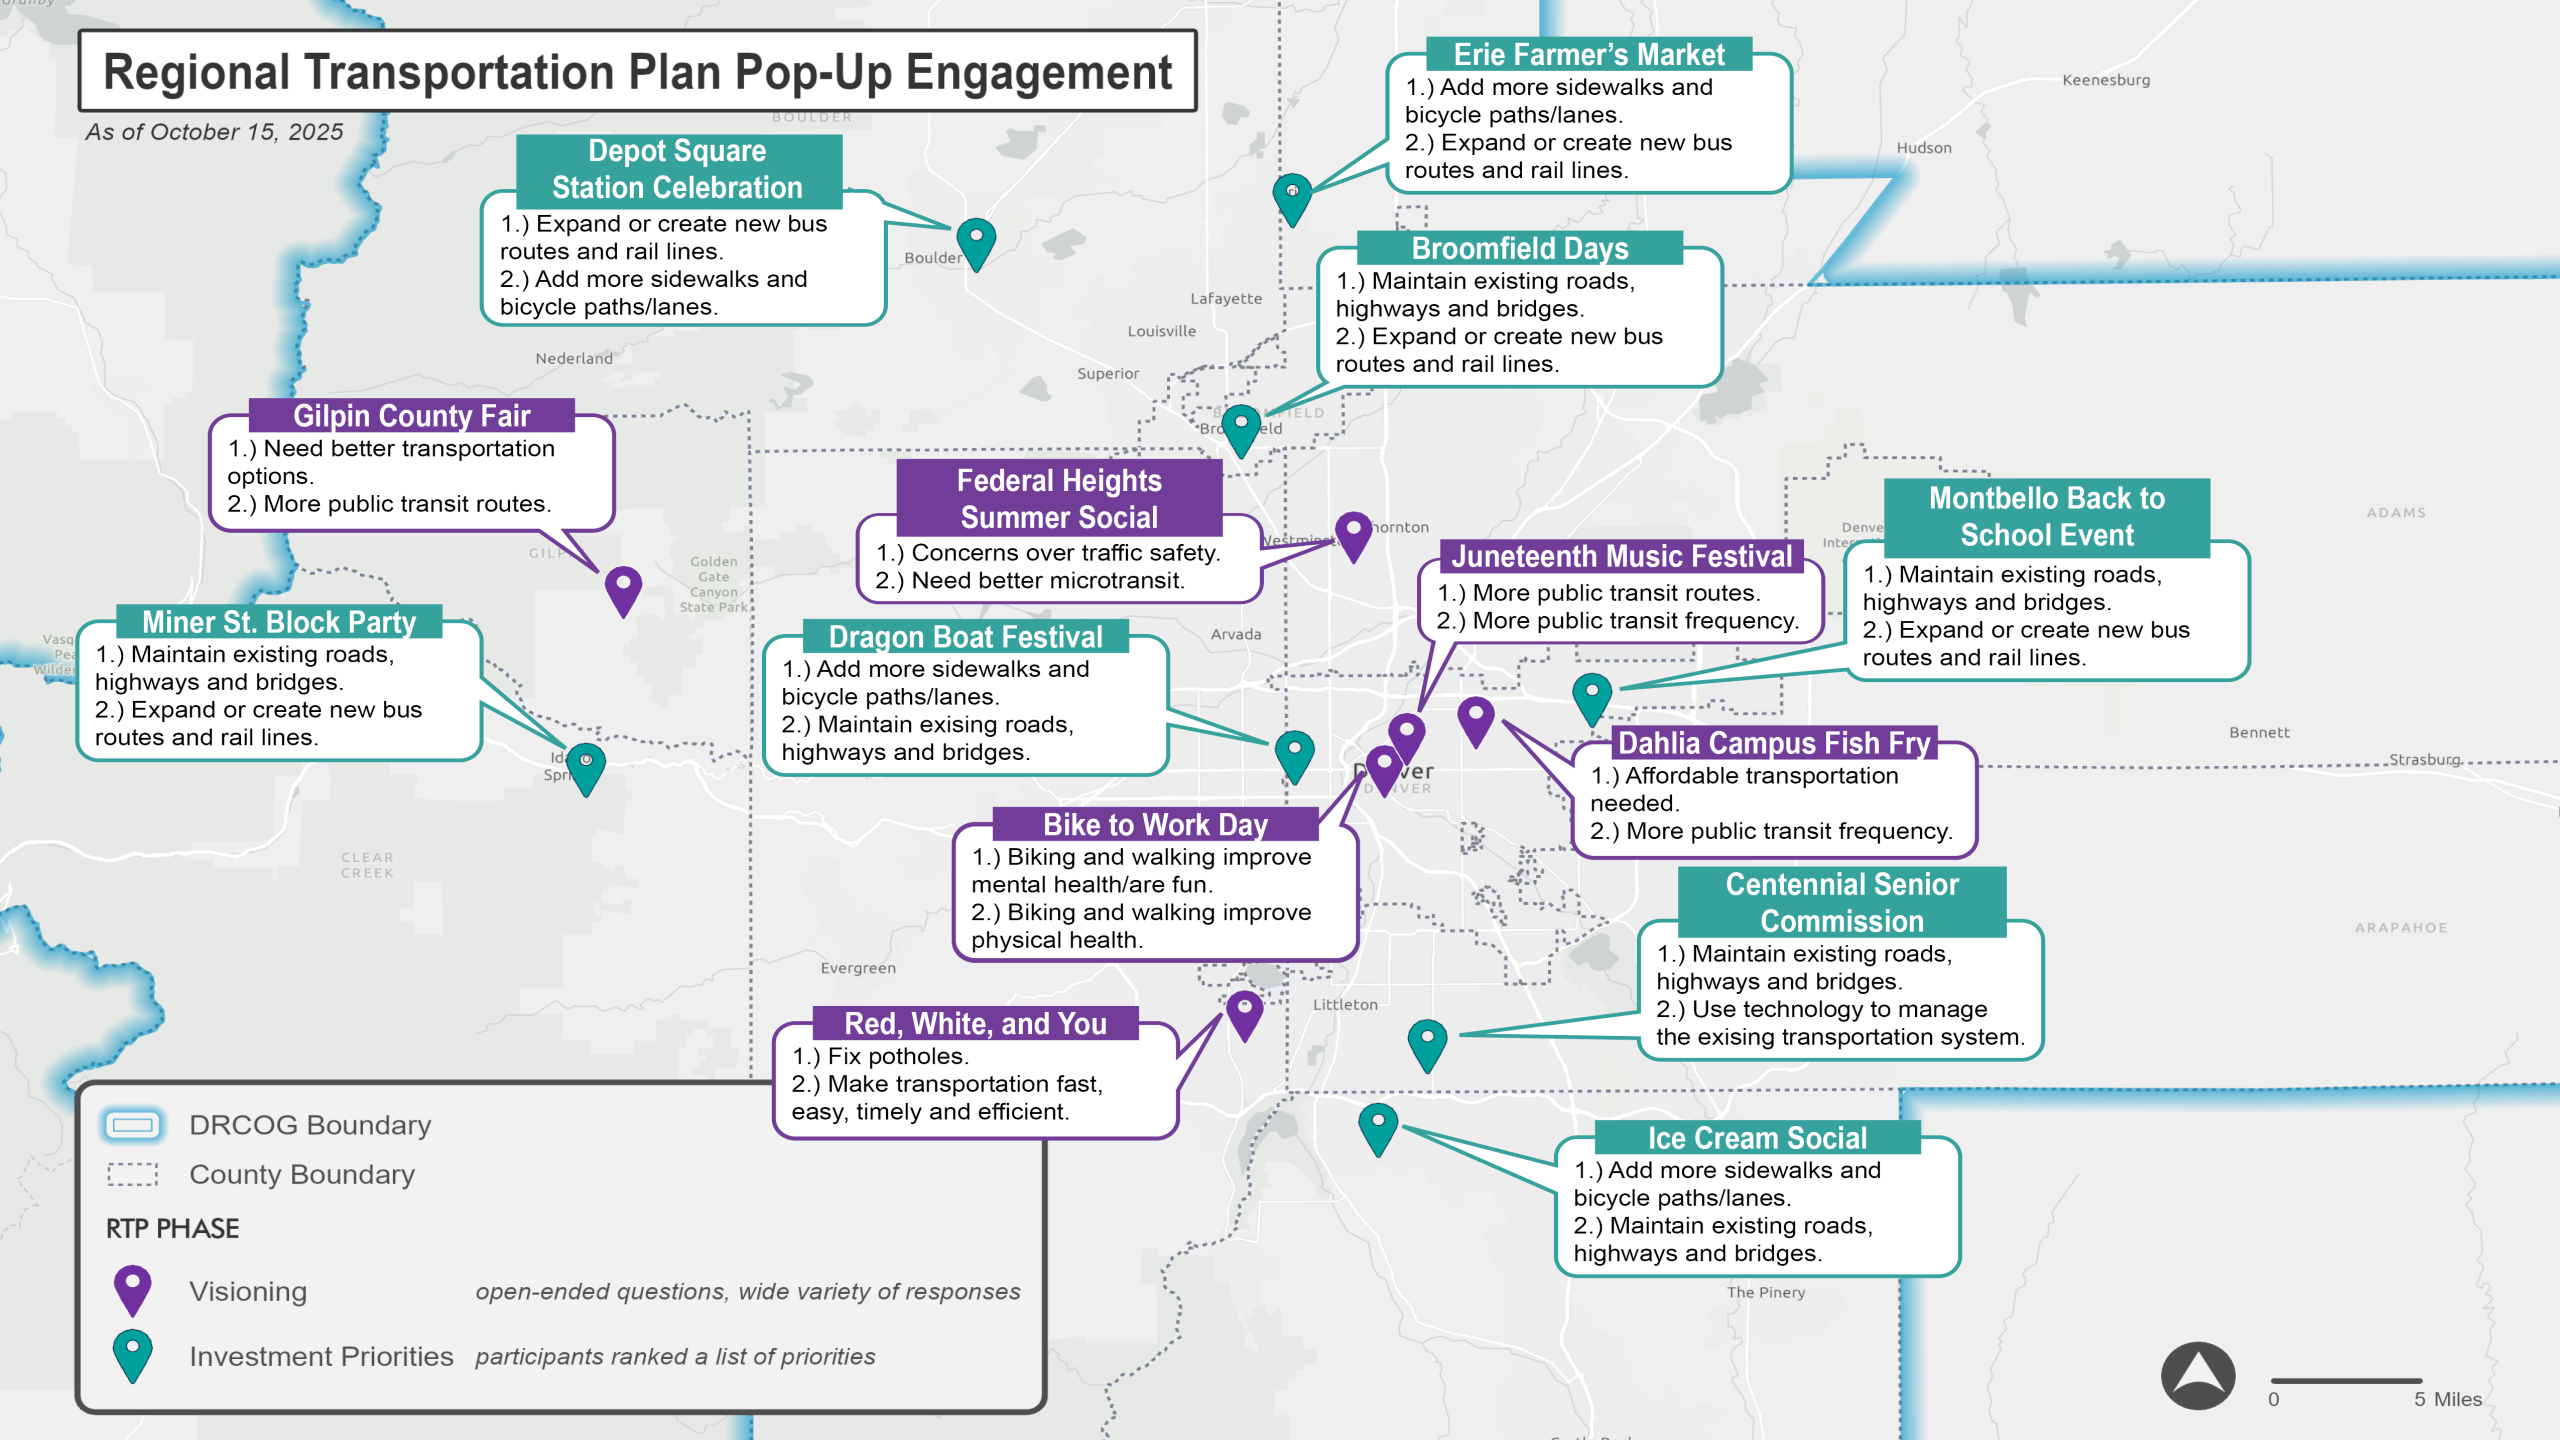 Regional Transportation Plan Pop-Up Engagement
As of October 15, 2025
BOULDER
Keenesburg
Hudson
Erie Farmer's Market
1.) Add more sidewalks and
bicycle paths/lanes.
2.) Expand or create new bus
routes and rail lines.
Depot Square
Station Celebration
1.) Expand or create new bus
routes and rail lines.
2.) Add more sidewalks and
bicycle paths/lanes.
Boulder
Lafayette
Louisville
Superior
Nederland
Broomfield Days
1.) Maintain existing roads,
highways and bridges.
2.) Expand or create new bus
routes and rail lines.
Gilpin County Fair
1.) Need better transportation
options.
2.) More public transit routes.
Golden
Gate
Canyon
State Park
Federal Heights
Summer Social
1.) Concerns over traffic safety.
2.) Need better microtransit.
Juneteenth Music Festival
1.) More public transit routes.
2.) More public transit frequency.
Montbello Back to
School Event
1.) Maintain existing roads,
highways and bridges.
2.) Expand or create new bus
routes and rail lines.
ADAMS
Miner St. Block Party
1.) Maintain existing roads,
highways and bridges.
2.) Expand or create new bus
routes and rail lines.
Dragon Boat Festival
1.) Add more sidewalks and
bicycle paths/lanes.
2.) Maintain exising roads,
highways and bridges.
Arvada
DENVER
Dahlia Campus Fish Fry
1.) Affordable transportation
needed.
2.) More public transit frequency.
Bennett
Strasburg
Bike to Work Day
1.) Biking and walking improve
mental health/are fun.
2.) Biking and walking improve
physical health.
CLEAR
CREEK
Centennial Senior
Commission
1.) Maintain existing roads,
highways and bridges.
2.) Use technology to manage
the exising transportation system.
ARAPAHOE
Evergreen
Littleton
Red, White, and You
1.) Fix potholes.
2.) Make transportation fast,
easy, timely and efficient.
Ice Cream Social
1.) Add more sidewalks and
bicycle paths/lanes.
2.) Maintain existing roads,
highways and bridges.
The Pinery
DRCOG Boundary
County Boundary
RTP PHASE
Visioning open-ended questions, wide variety of responses
Investment Priorities participants ranked a list of priorities
0 5 Miles